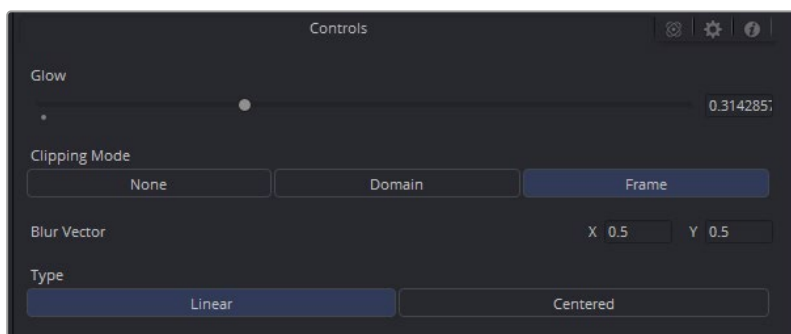 Controls
Glow
0.3142857
Clipping Mode
None Domain Frame
Blur Vector X 0.5 Y 0.5
Type
Linear Centered